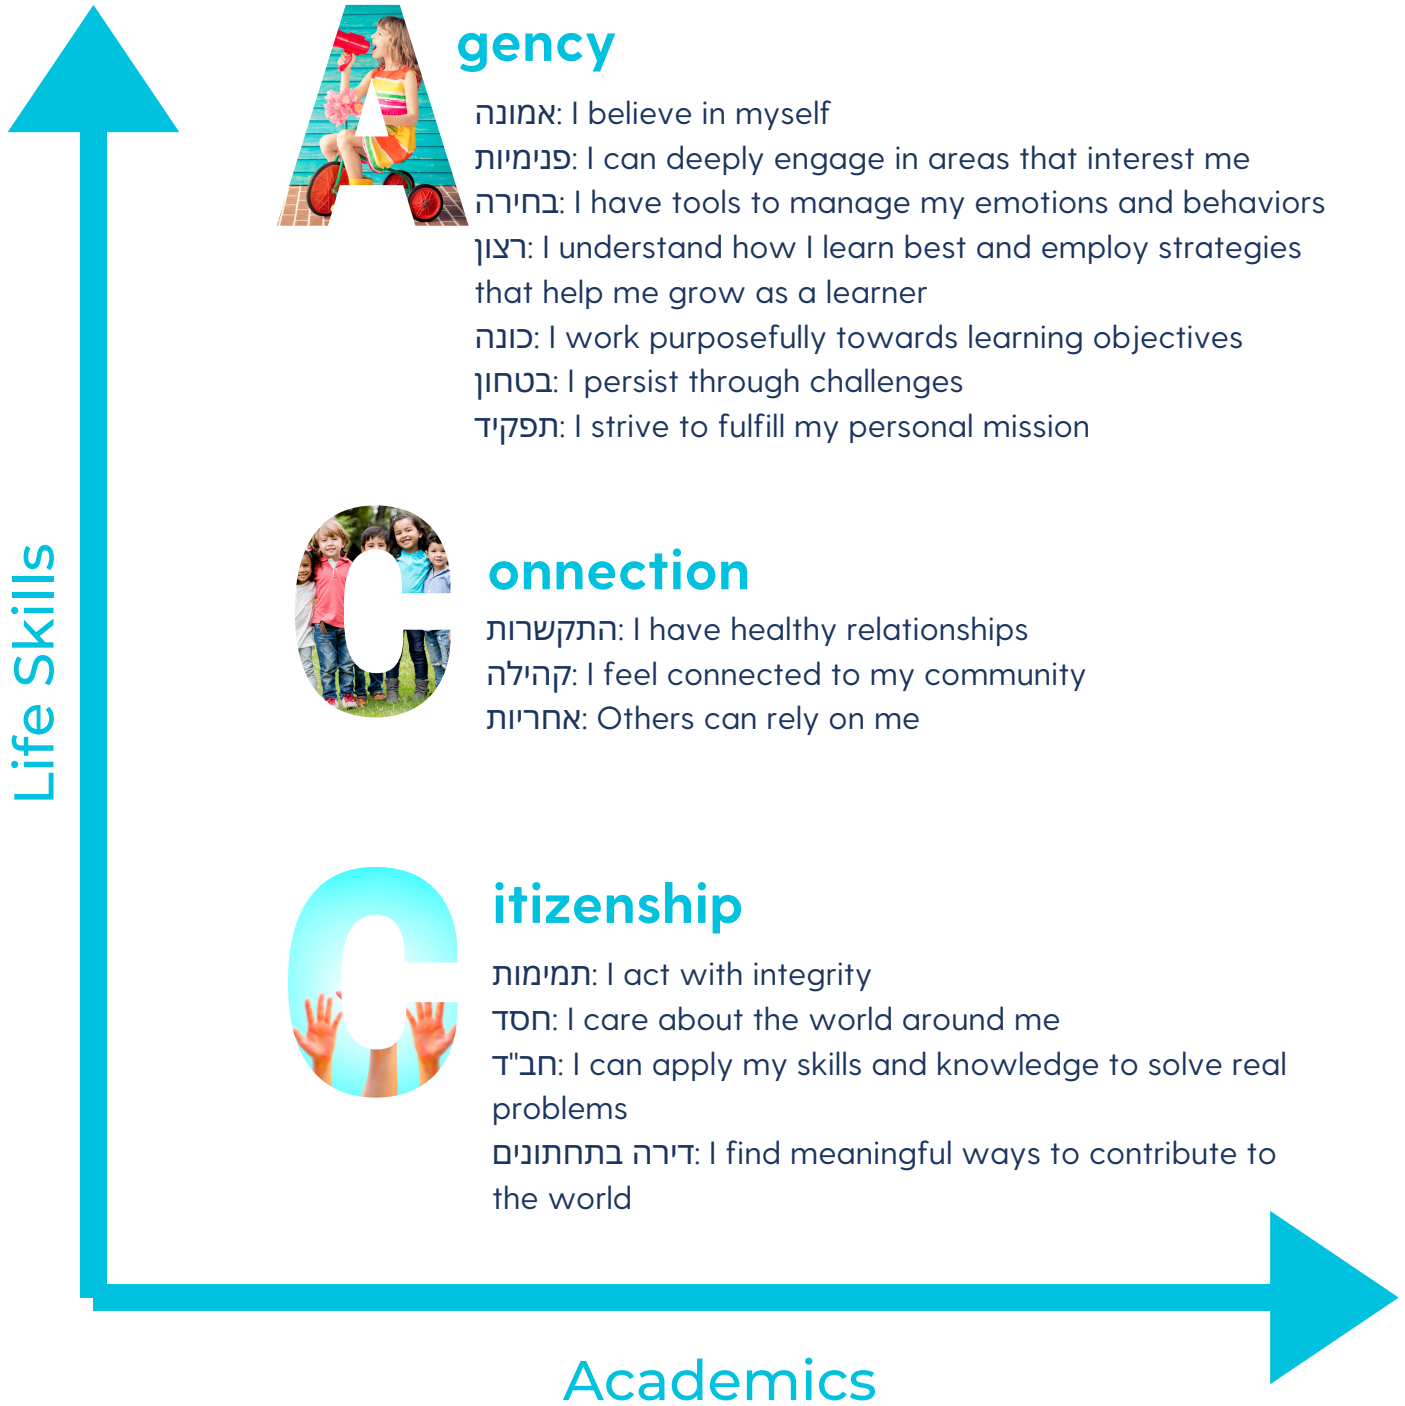 Agency
אמונה: I believe in myself
פנימיות: I can deeply engage in areas that interest me
בחירה: I have tools to manage my emotions and behaviors
רצון: I understand how I learn best and employ strategies
that help me grow as a learner
כונה: I work purposefully towards learning objectives
בטחון: I persist through challenges
תפקיד: I strive to fulfill my personal mission
Connection
התקשרות: I have healthy relationships
קהילה: I feel connected to my community
אחריות: Others can rely on me
Citizenship
תמימות: I act with integrity
חסד: I care about the world around me
חב"ד: I can apply my skills and knowledge to solve real
problems
דירה בתחתונים: I find meaningful ways to contribute to
the world
Life Skills
Academics